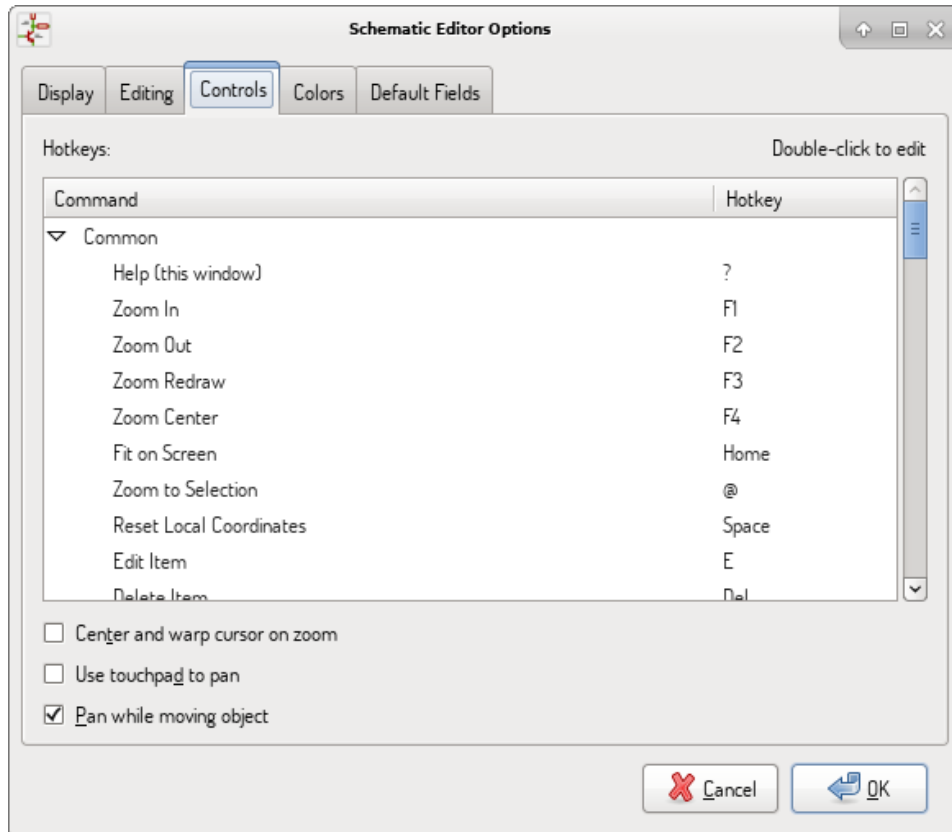 Schematic Editor Options
Display Editing Controls Colors Default Fields
Hotkeys: Double-click to edit
Command Hotkey
Common
Help (this window) ?
Zoom In F1
Zoom Out F2
Zoom Redraw F3
Zoom Center F4
Fit on Screen Home
Zoom to Selection @
Reset Local Coordinates Space
Edit Item E
Delete Item Del
Center and warp cursor on zoom
Use touchpad to pan
Pan while moving object
Cancel OK